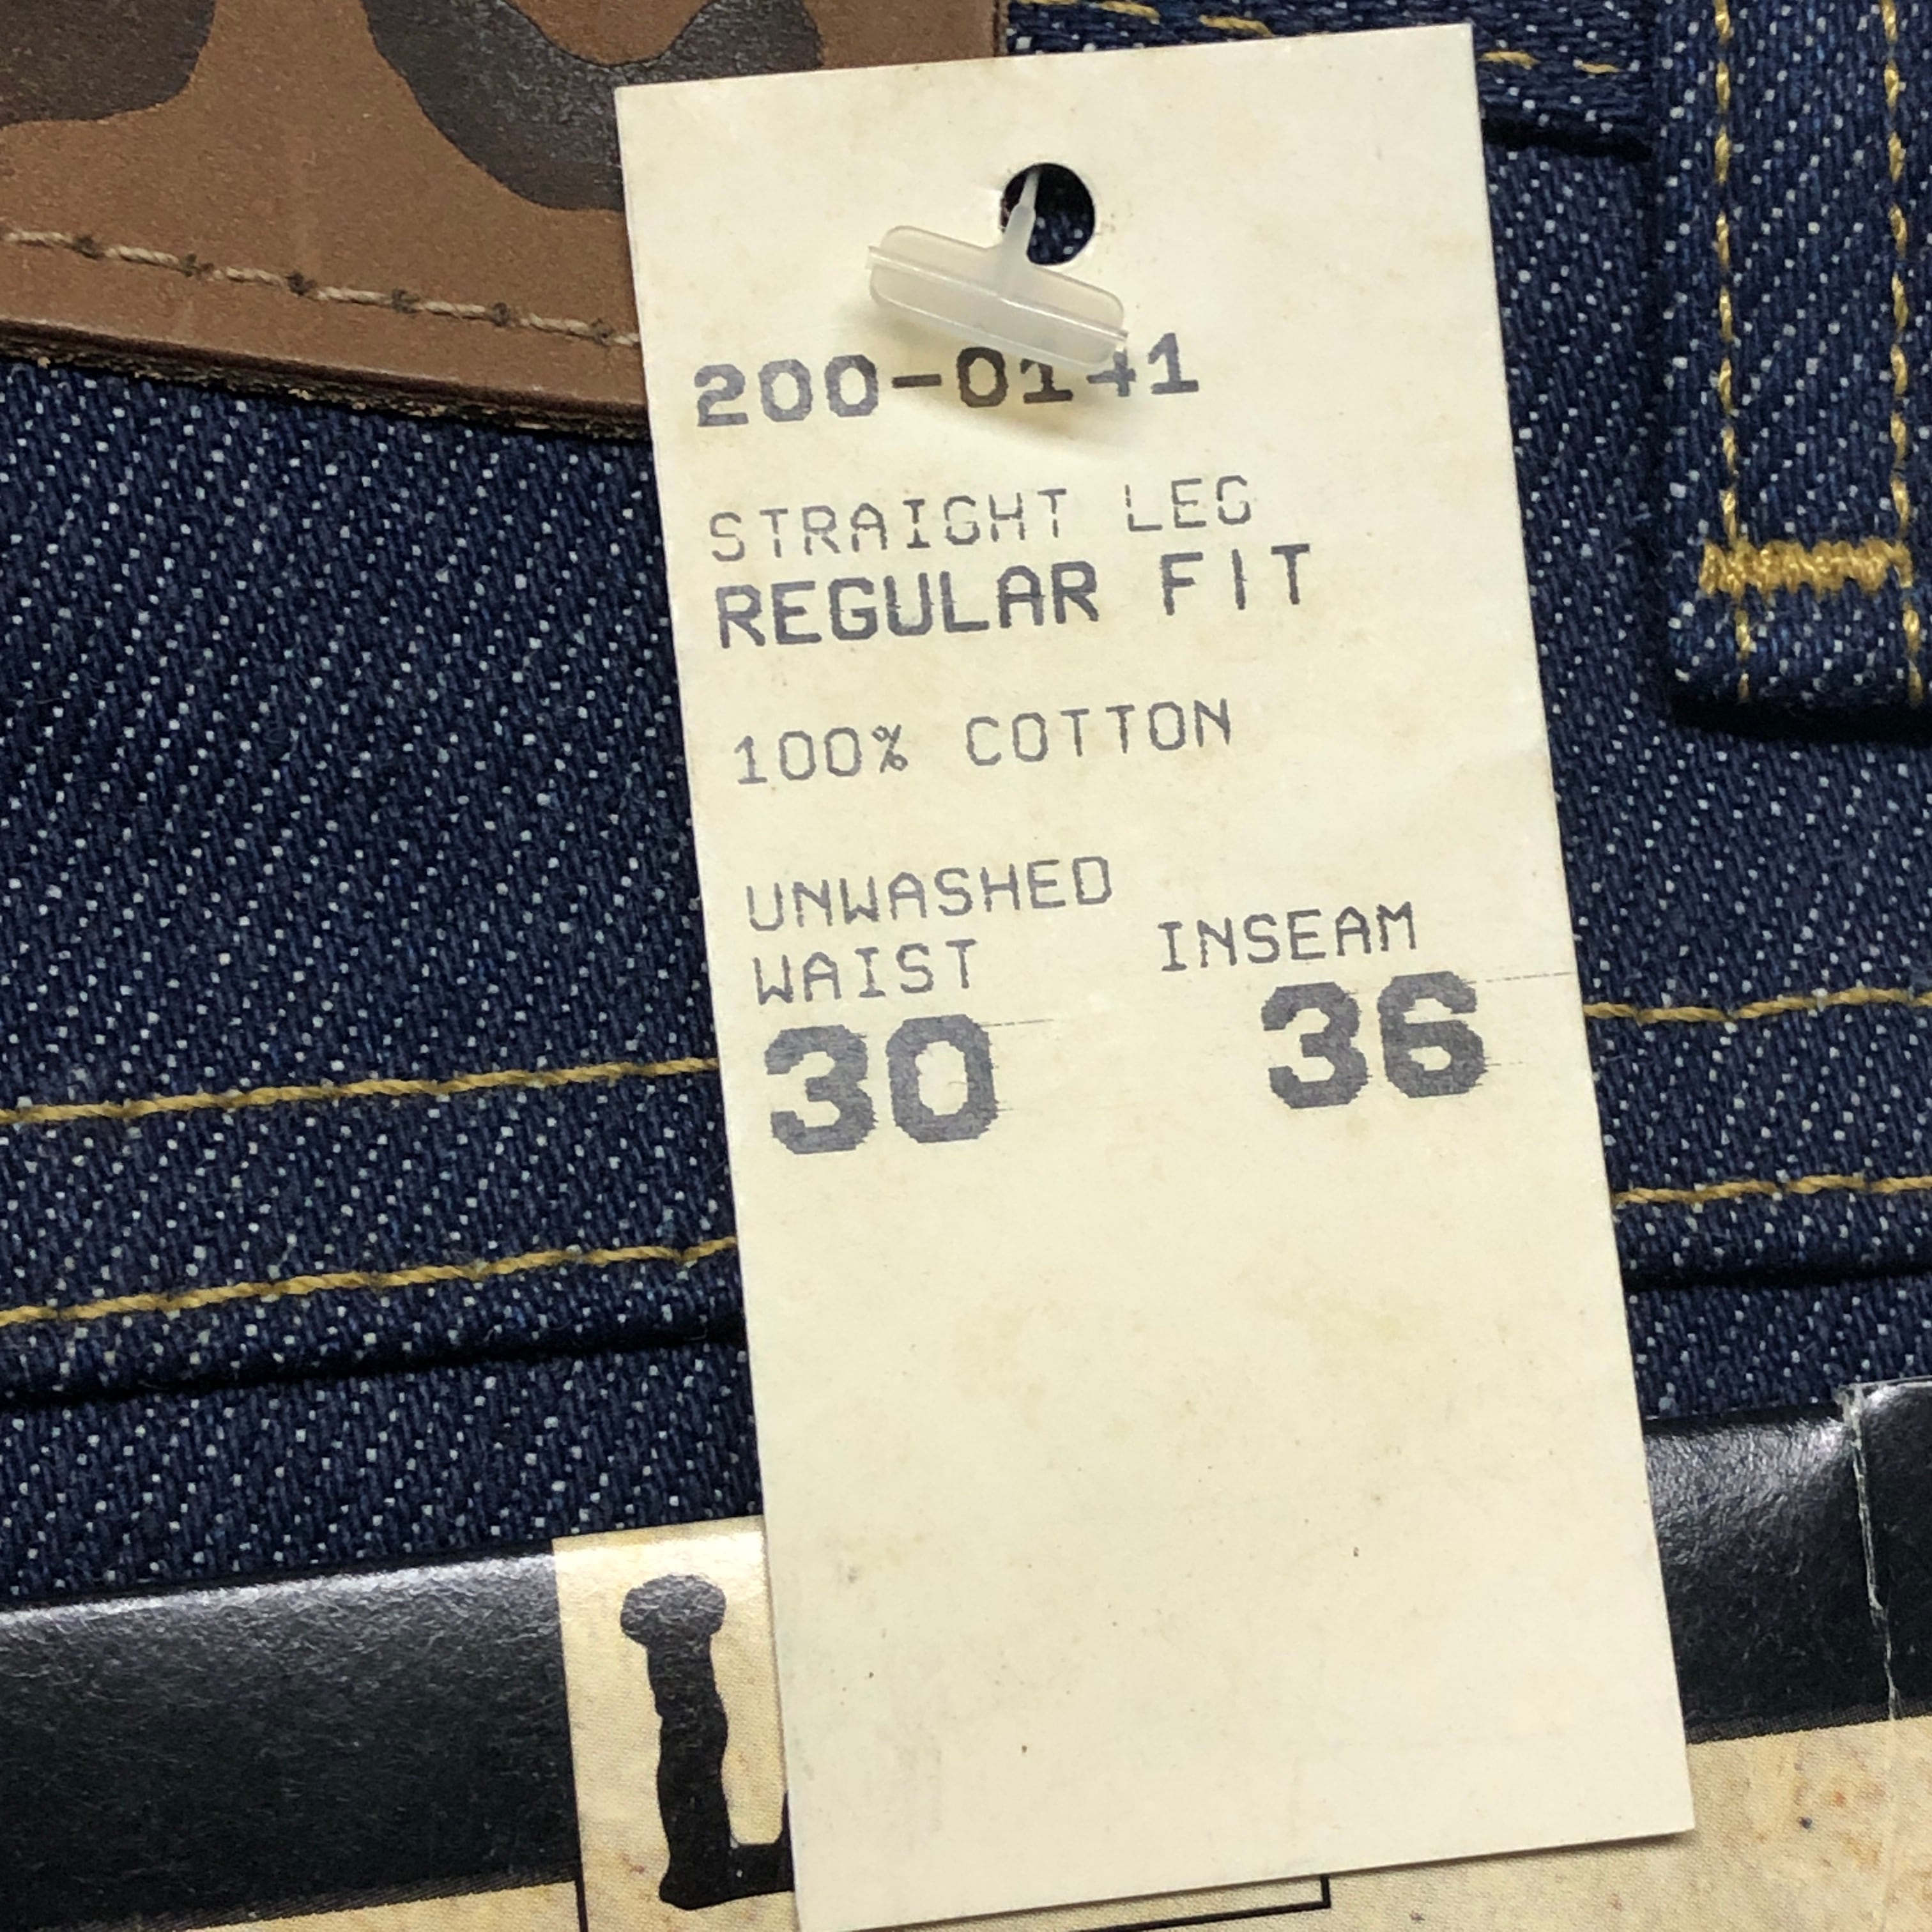 200-0141
STRAIGHT LEG
REGULAR FIT
100% COTTON
UNWASHED
WAIST INSEAM
30 36